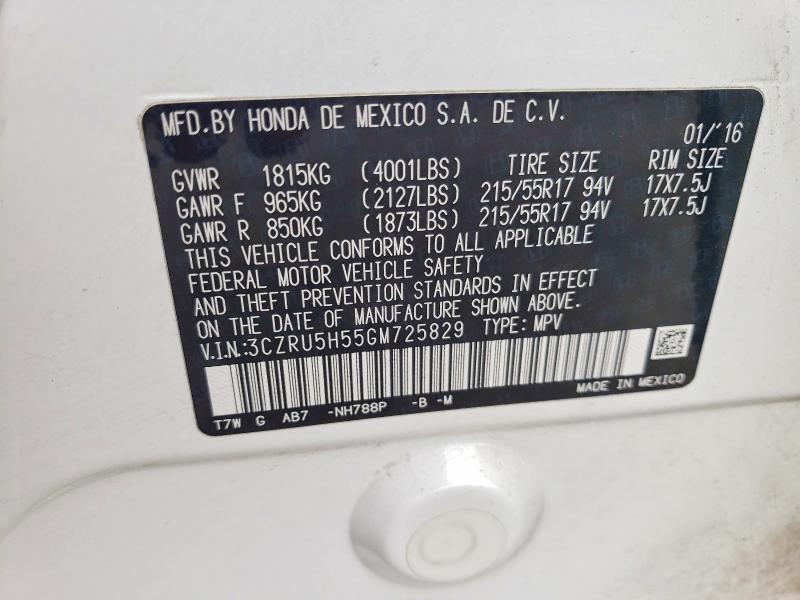 MFD. BY HONDA DE MEXICO S.A. DE C.V.
01/'16
GVWR 1815KG (4001LBS) TIRE SIZE RIM SIZE
GAWR F 965KG (2127LBS) 215/55R17 94V 17X7.5J
GAWR R 850KG (1873LBS) 215/55R17 94V 17X7.5J
THIS VEHICLE CONFORMS TO ALL APPLICABLE
FEDERAL MOTOR VEHICLE SAFETY
AND THEFT PREVENTION STANDARDS IN EFFECT
ON THE DATE OF MANUFACTURE SHOWN ABOVE.
V.I.N.:3CZRU5H55GM725829 TYPE: MPV
MADE IN MEXICO
T7W G AB7 -NH788P -B -M